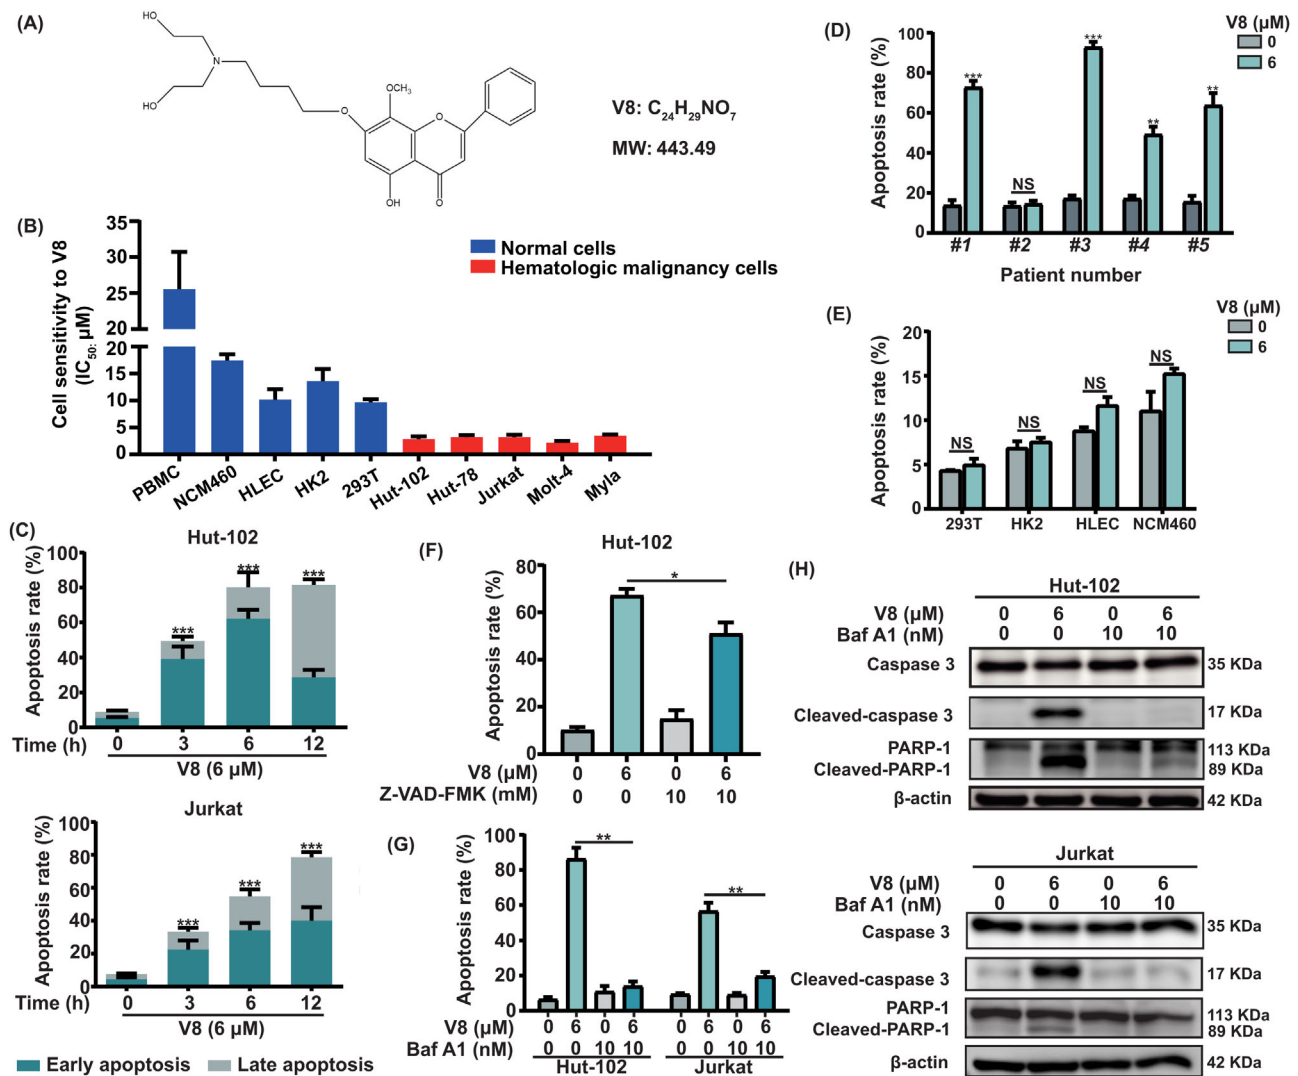 (A)
HO
N
HO
O
OCH3
O
OH
O
V8: C24H29NO7
MW: 443.49
(B)
Cell sensitivity to V8
(IC50: µM)
35
30
25
20
20
15
10
5
0
Normal cells
Hematologic malignancy cells
PBMC NCM460 HLEC HK2 293T Hut-102 Hut-78 Jurkat Molt-4 Myla
(C)
Hut-102
Apoptosis rate (%)
100
80
60
40
20
0
*** *** ***
Time (h) 0 3 6 12
V8 (6 µM)
Jurkat
Apoptosis rate (%)
100
80
60
40
20
0
*** *** ***
Time (h) 0 3 6 12
V8 (6 µM)
Early apoptosis Late apoptosis
(D)
V8 (µM)
0
6
Apoptosis rate (%)
100
80
60
40
20
0
*** NS *** ** **
#1 #2 #3 #4 #5
Patient number
(E)
V8 (µM)
0
6
Apoptosis rate (%)
20
15
10
5
0
NS NS NS NS
293T HK2 HLEC NCM460
(F)
Hut-102
Apoptosis rate (%)
80
60
40
20
0
*
V8 (µM) 0 6 0 6
Z-VAD-FMK (mM) 0 0 10 10
(G)
Apoptosis rate (%)
100
80
60
40
20
0
** **
V8 (µM) 0 6 0 6 0 6 0 6
Baf A1 (nM) 0 0 10 10 0 0 10 10
Hut-102 Jurkat
(H)
Hut-102
V8 (µM) 0 6 0 6
Baf A1 (nM) 0 0 10 10
Caspase 3 35 KDa
Cleaved-caspase 3 17 KDa
PARP-1 113 KDa
Cleaved-PARP-1 89 KDa
β-actin 42 KDa
Jurkat
V8 (µM) 0 6 0 6
Baf A1 (nM) 0 0 10 10
Caspase 3 35 KDa
Cleaved-caspase 3 17 KDa
PARP-1 113 KDa
Cleaved-PARP-1 89 KDa
β-actin 42 KDa